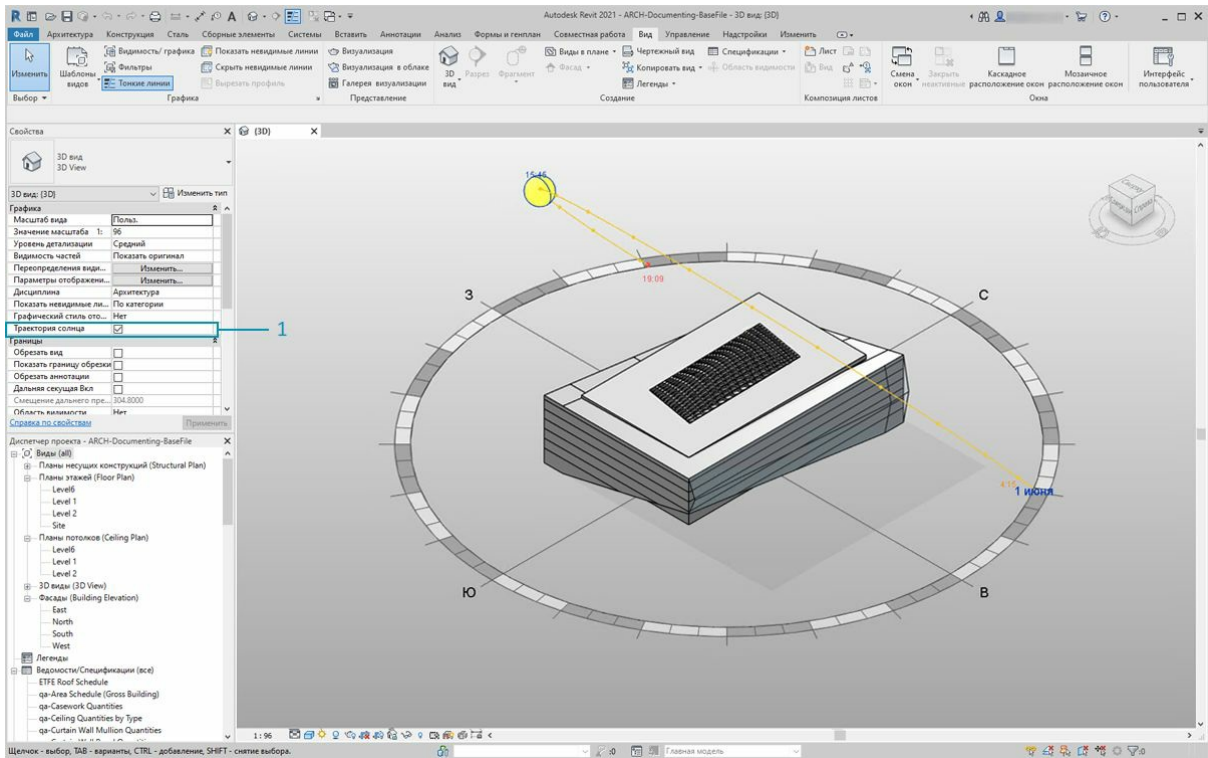 Autodesk Revit 2021 - ARCH-Documenting-BaseFile - 3D вид: {3D}
Файл Архитектура Конструкция Сталь Сборные элементы Системы Вставить Аннотации Анализ Формы и генплан Совместная работа Вид Управление Надстройки Изменить
Изменить
Шаблоны видов
Видимость/ графика
Фильтры
Тонкие линии
Показать невидимые линии
Скрыть невидимые линии
Вырезать профиль
Визуализация
Визуализация в облаке
Галерея визуализации
3D вид
Разрез
Фрагмент
Виды в плане
Фасад
Чертежный вид
Копировать вид
Легенды
Спецификации
Область видимости
Лист
Вид
Смена окон
Закрыть неактивные
Каскадное расположение окон
Мозаичное расположение окон
Интерфейс пользователя
Выбор
Графика
Представление
Создание
Композиция листов
Окна
Свойства
{3D}
3D вид
3D View
3D вид: {3D}
Изменить тип
Графика
Масштаб вида Польз.
Значение масштаба 1: 96
Уровень детализации Средний
Видимость частей Показать оригинал
Переопределения види... Изменить...
Параметры отображени... Изменить...
Дисциплина Архитектура
Показать невидимые ли... По категории
Графический стиль ото... Нет
Траектория солнца
1
Границы
Обрезать вид
Показать границу обрезки
Обрезать аннотации
Дальняя секущая Вкл
Смещение дальнего пре... 304.8000
Область видимости Нет
Справка по свойствам
Применить
Диспетчер проекта - ARCH-Documenting-BaseFile
Виды (all)
Планы несущих конструкций (Structural Plan)
Планы этажей (Floor Plan)
Level6
Level 1
Level 2
Site
Планы потолков (Ceiling Plan)
Level6
Level 1
Level 2
3D виды (3D View)
Фасады (Building Elevation)
East
North
South
West
Легенды
Ведомости/Спецификации (все)
ETFE Roof Schedule
qa-Area Schedule (Gross Building)
qa-Casework Quantities
qa-Ceiling Quantities by Type
qa-Curtain Wall Mullion Quantities
15:45
19:09
З
С
4:15
1 июня
Ю
В
1 : 96
Щелчок - выбор, TAB - варианты, CTRL - добавление, SHIFT - снятие выбора.
:0
Главная модель
:0